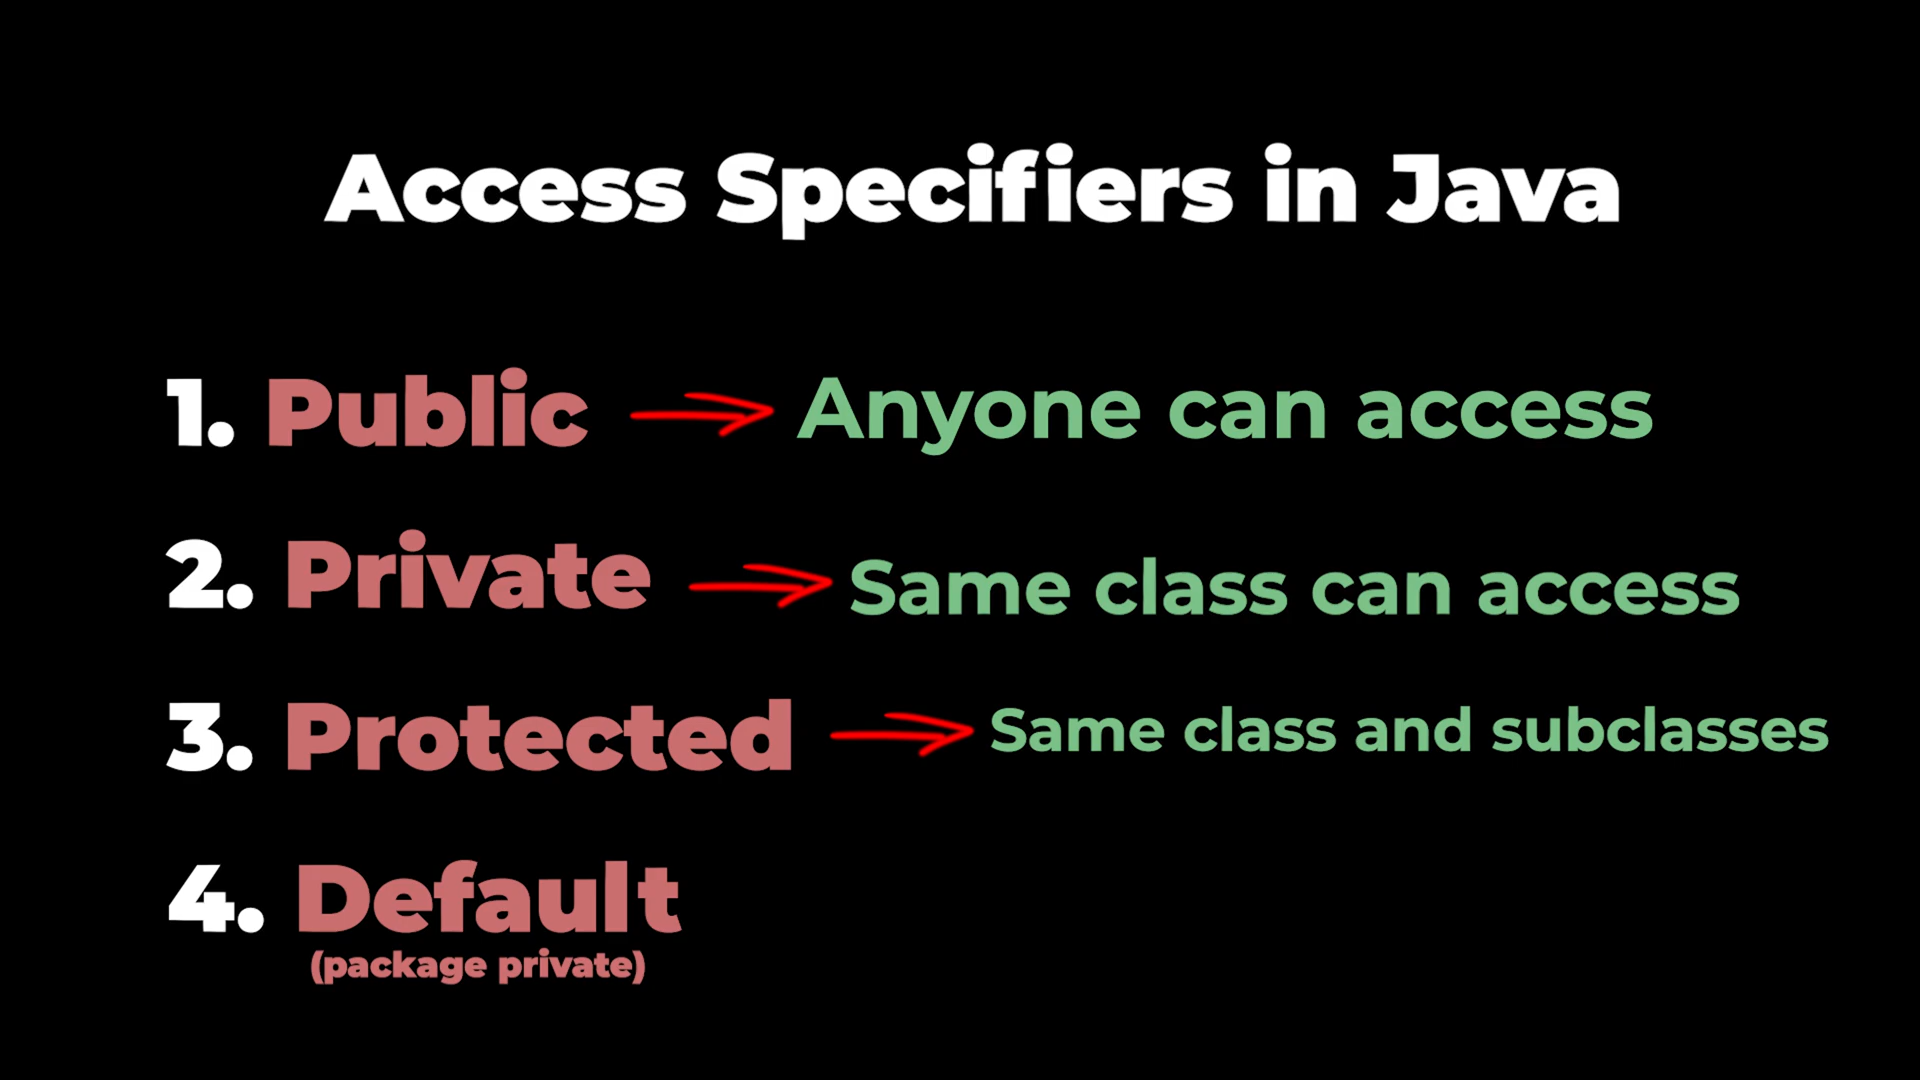 Access Specifiers in Java
1. Public Anyone can access
2. Private Same class can access
3. Protected Same class and subclasses
4. Default
(package private)